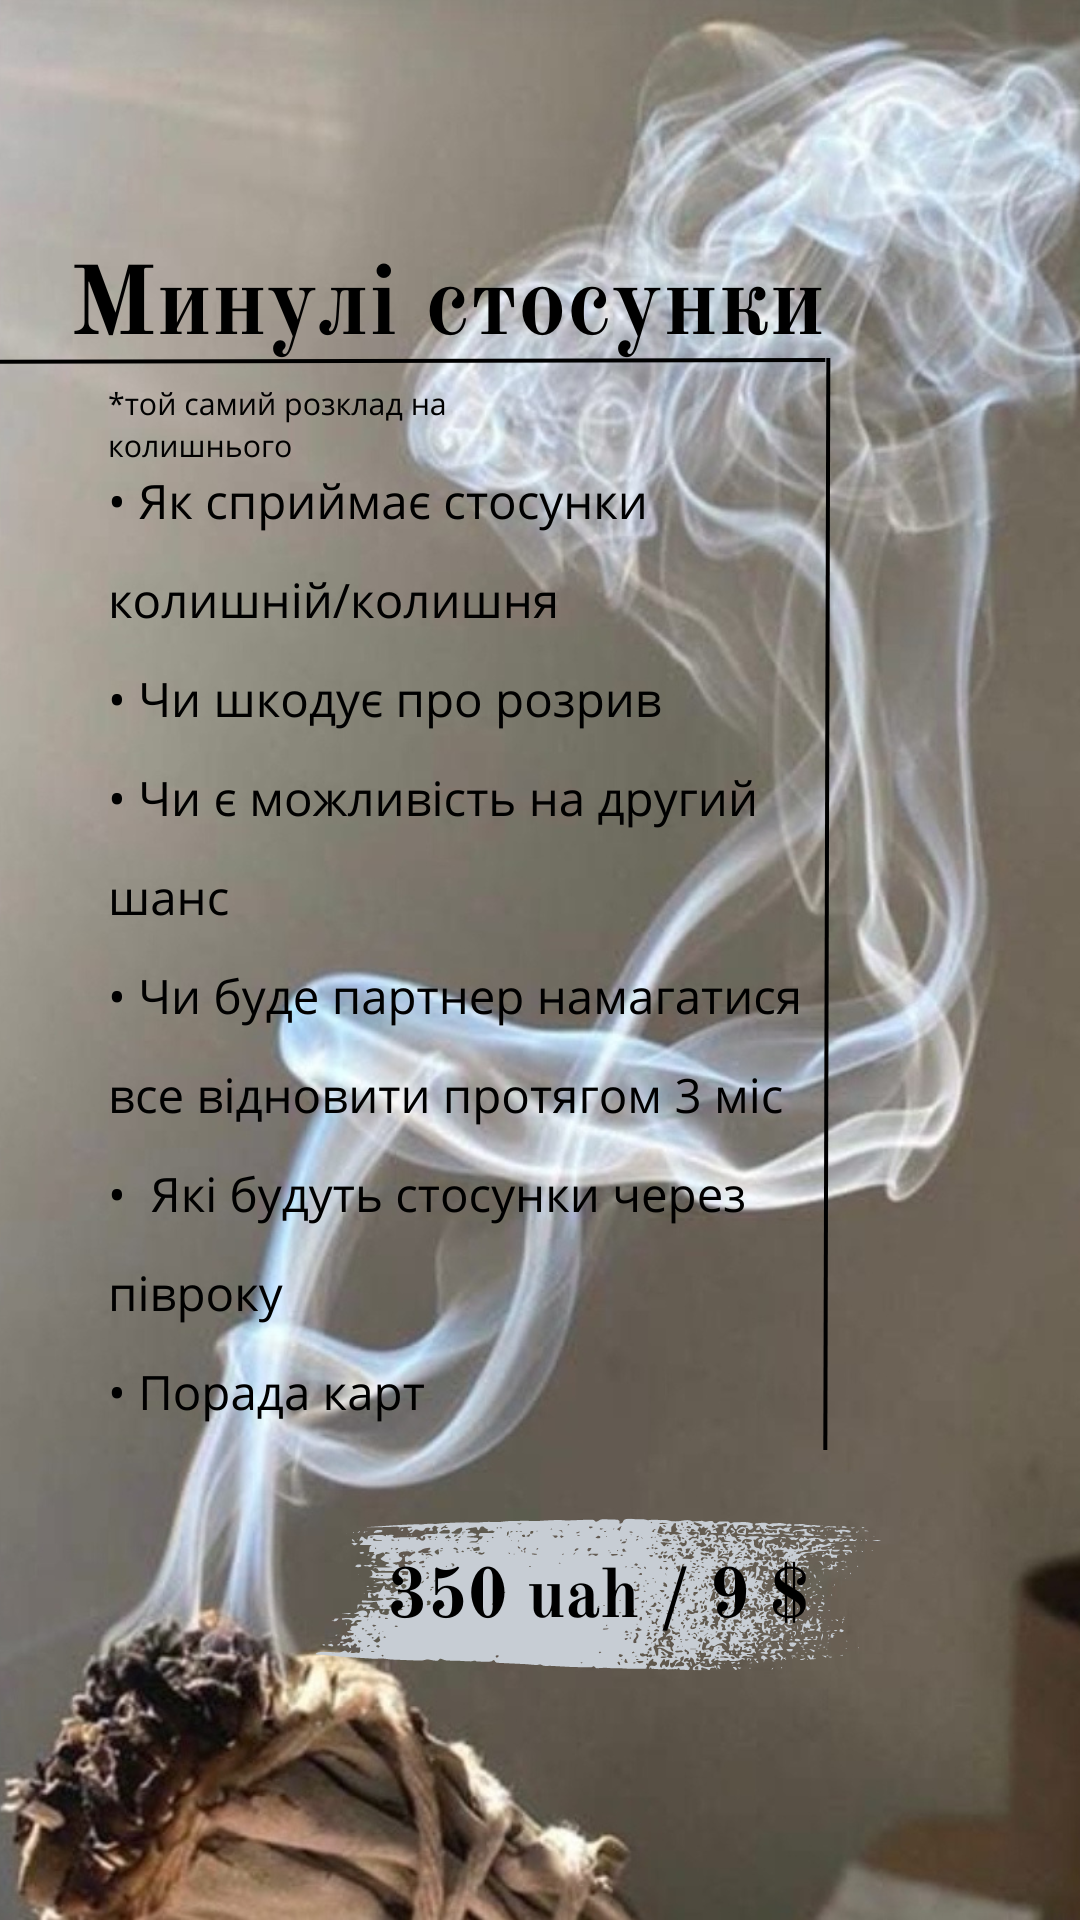 Минулі стосунки
*той самий розклад на
колишнього
• Як сприймає стосунки
колишній/колишня
• Чи шкодує про розрив
• Чи є можливість на другий
шанс
• Чи буде партнер намагатися
все відновити протягом 3 міс
•  Які будуть стосунки через
півроку
• Порада карт
350 uah / 9 $